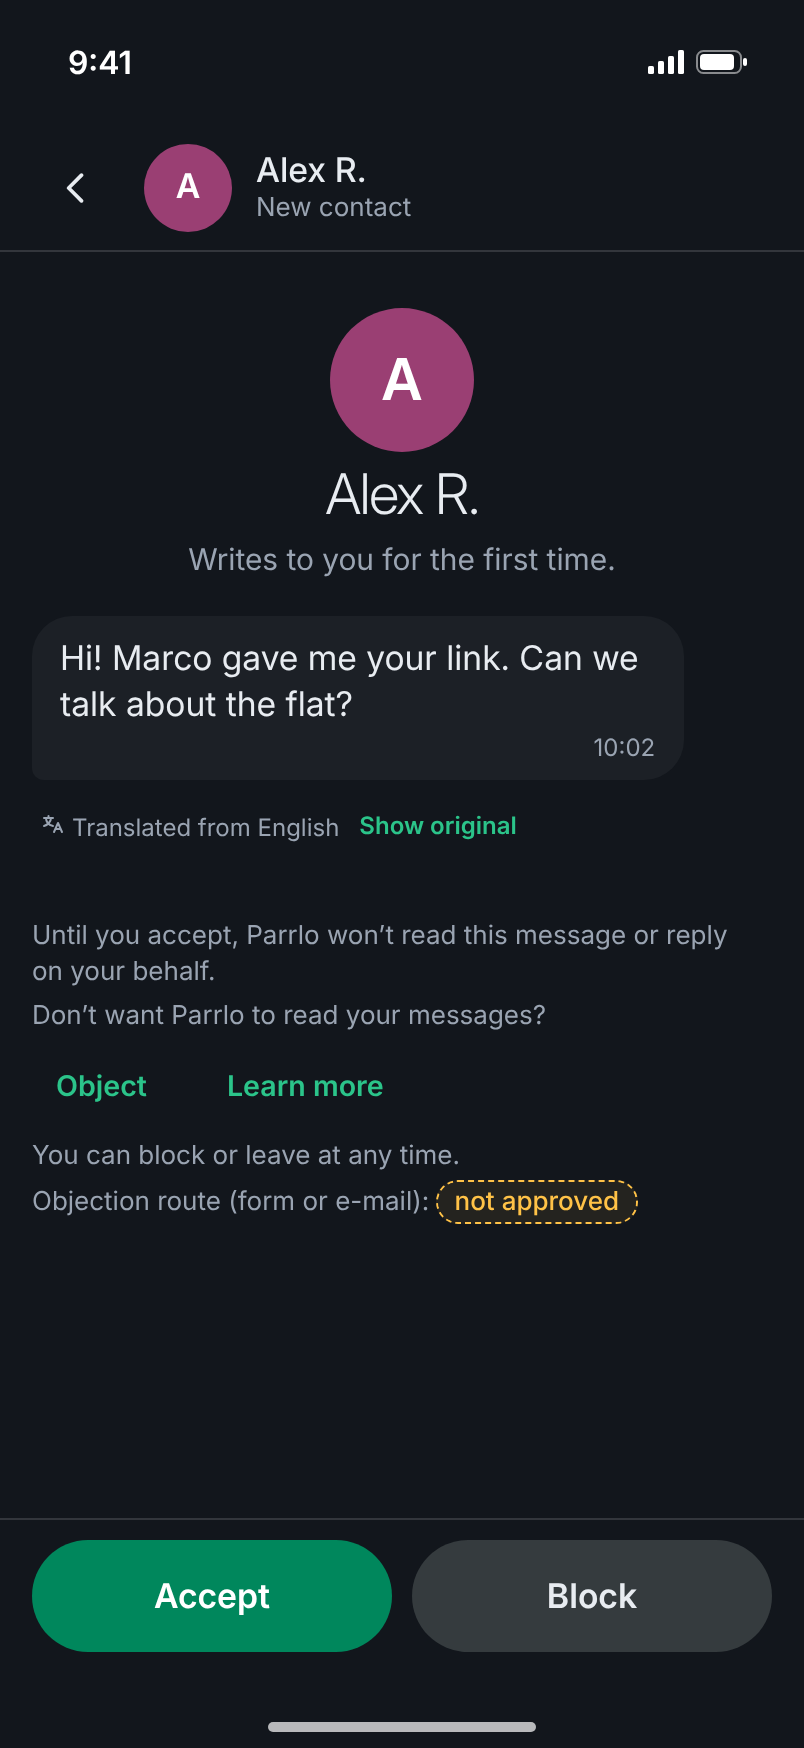 9:41
A
Alex R.
New contact
A
Alex R.
Writes to you for the first time.
Hi! Marco gave me your link. Can we
talk about the flat?
10:02
Translated from English Show original
Until you accept, Parrlo won’t read this message or reply
on your behalf.
Don’t want Parrlo to read your messages?
Object Learn more
You can block or leave at any time.
Objection route (form or e-mail): not approved
Accept Block